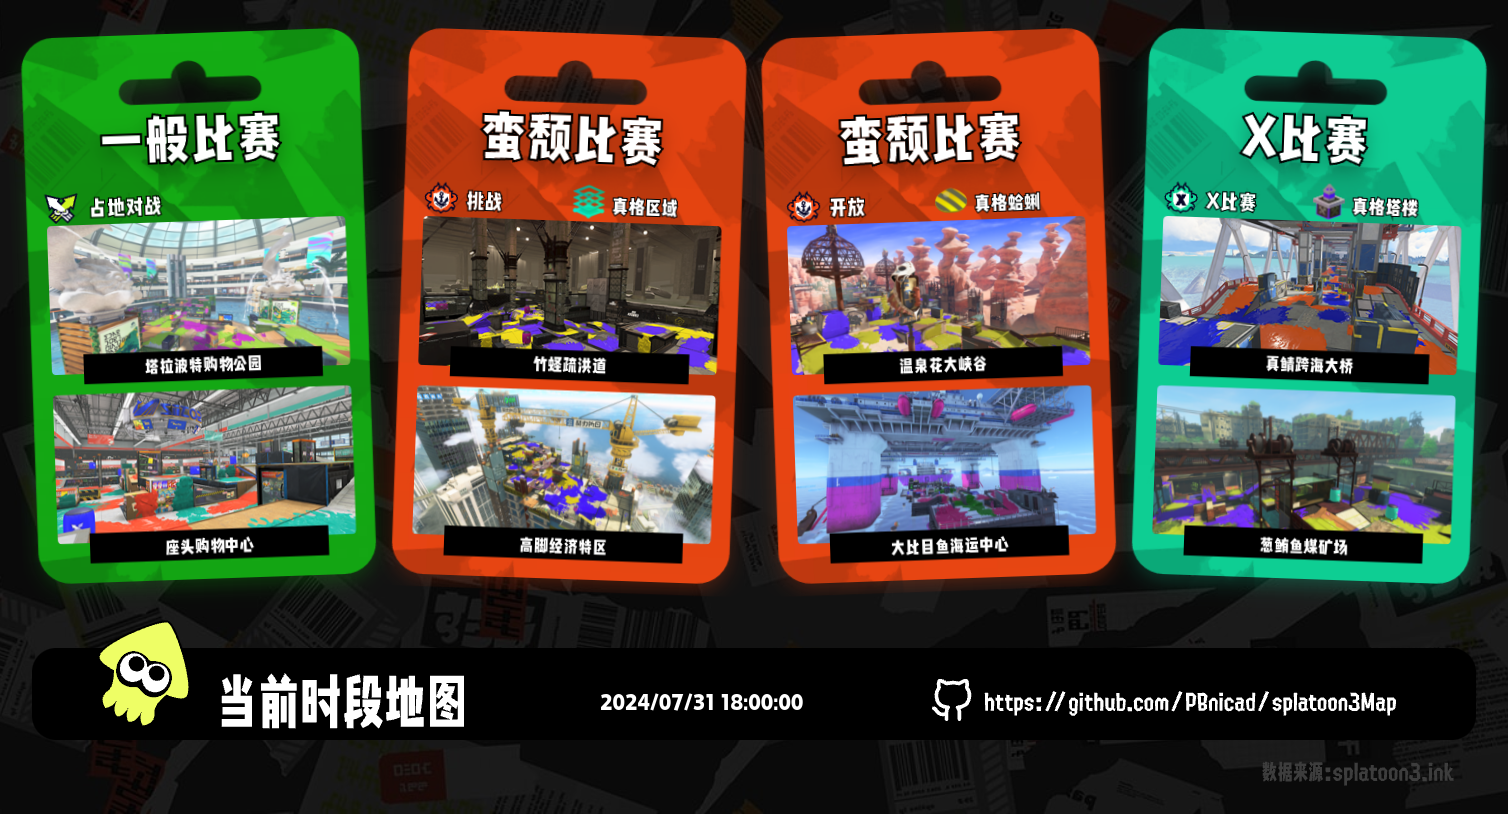 一般比赛
占地对战
塔拉波特购物公园
座头购物中心
蛮颓比赛
挑战
真格区域
竹蛏疏洪道
高脚经济特区
蛮颓比赛
开放
真格蛤蜊
温泉花大峡谷
大比目鱼海运中心
X比赛
X比赛
真格塔楼
真鲭跨海大桥
葱鲔鱼煤矿场
当前时段地图
2024/07/31 18:00:00
https://github.com/PBnicad/splatoon3Map
数据来源:splatoon3.ink